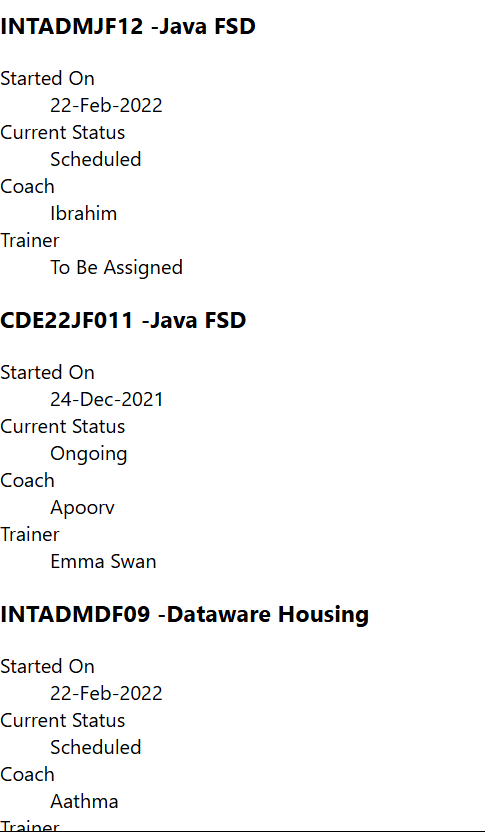 INTADMJF12 -Java FSD
Started On
22-Feb-2022
Current Status
Scheduled
Coach
Ibrahim
Trainer
To Be Assigned
CDE22JF011 -Java FSD
Started On
24-Dec-2021
Current Status
Ongoing
Coach
Apoorv
Trainer
Emma Swan
INTADMDF09 -Dataware Housing
Started On
22-Feb-2022
Current Status
Scheduled
Coach
Aathma
Trainer